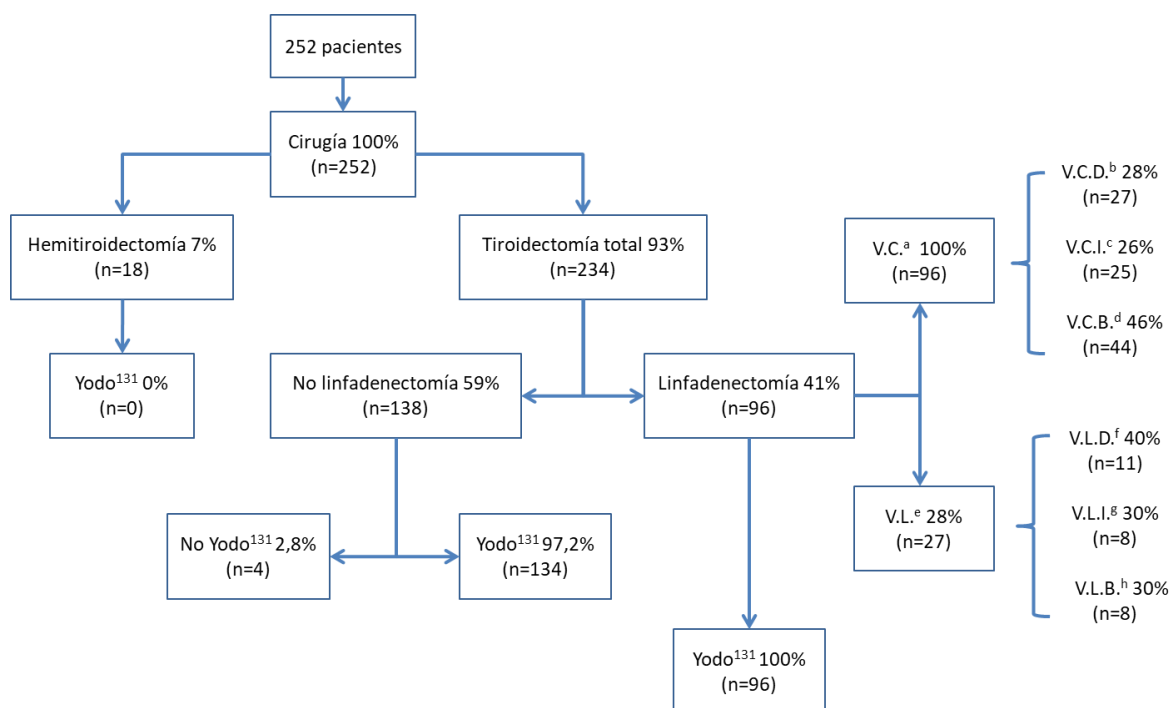 252 pacientes
Cirugía 100%
(n=252)
Hemitiroidectomía 7%
(n=18)
Tiroidectomía total 93%
(n=234)
Yodo¹³¹ 0%
(n=0)
No linfadenectomía 59%
(n=138)
Linfadenectomía 41%
(n=96)
No Yodo¹³¹ 2,8%
(n=4)
Yodo¹³¹ 97,2%
(n=134)
Yodo¹³¹ 100%
(n=96)
V.C.ᵃ 100%
(n=96)
V.C.D.ᵇ 28%
(n=27)
V.C.I.ᶜ 26%
(n=25)
V.C.B.ᵈ 46%
(n=44)
V.L.ᵉ 28%
(n=27)
V.L.D.ᶠ 40%
(n=11)
V.L.I.ᵍ 30%
(n=8)
V.L.B.ʰ 30%
(n=8)